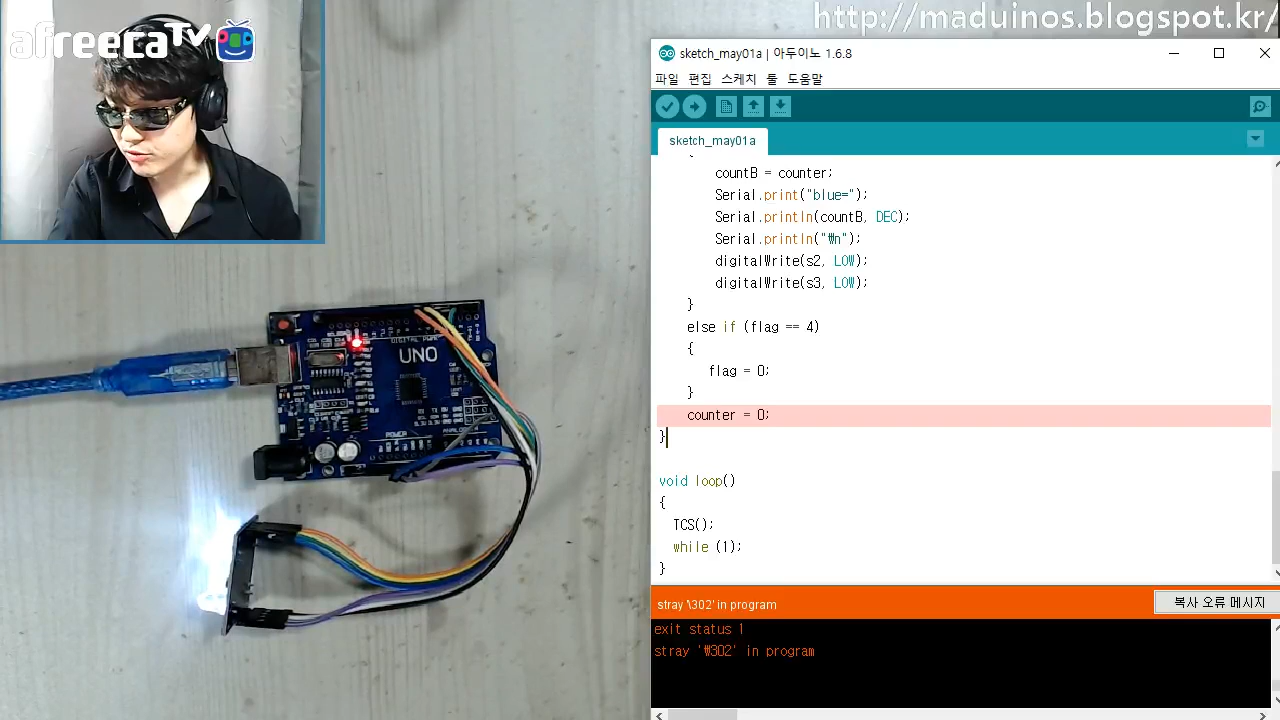 afreecaTV
http://maduinos.blogspot.kr/
sketch_may01a | 아두이노 1.6.8
파일 편집 스케치 툴 도움말
sketch_may01a
countB = counter;
Serial.print("blue=");
Serial.println(countB, DEC);
Serial.println("₩n");
digitalWrite(s2, LOW);
digitalWrite(s3, LOW);
}
else if (flag == 4)
{
flag = 0;
}
counter = 0;
}
void loop()
{
TCS();
while (1);
}
stray '\302' in program
복사 오류 메시지
exit status 1
stray '₩302' in program
UNO
DIGITAL
POWER